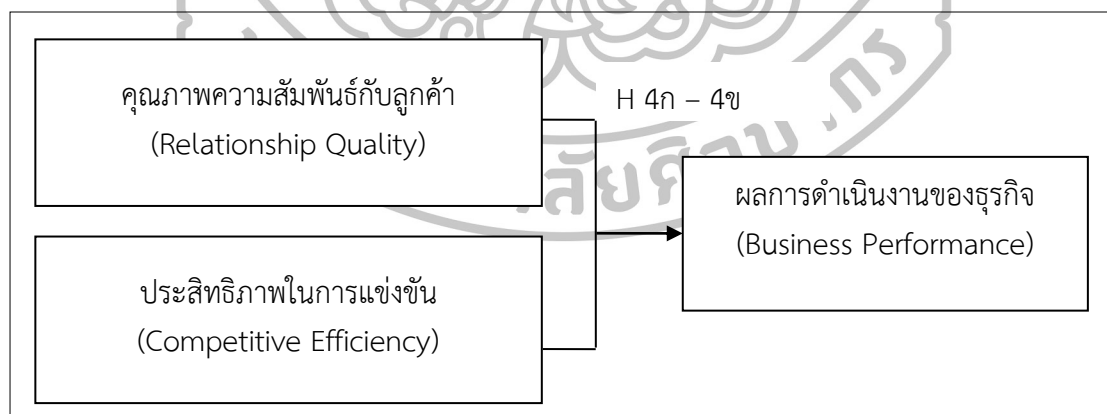 คุณภาพความสัมพันธ์กับลูกค้า
(Relationship Quality)
H 4ก – 4ข
ผลการดำเนินงานของธุรกิจ
(Business Performance)
ประสิทธิภาพในการแข่งขัน
(Competitive Efficiency)